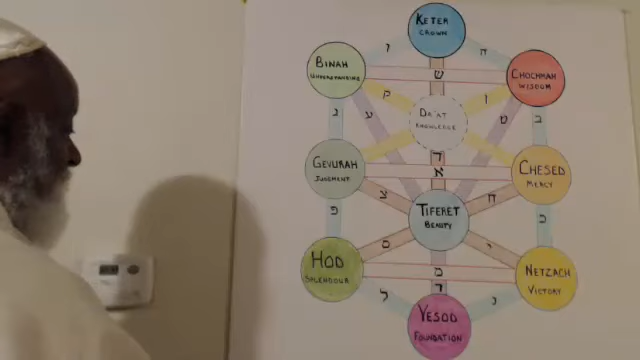 KETER
CROWN
ו
ה
BINAH
UNDERSTANDING
ש
CHOCHMAH
WISDOM
ק
DA'AT
KNOWLEDGE
ט
ג
ע
ב
GEVURAH
JUDGMENT
ד
א
CHESED
MERCY
צ
TIFERET
BEAUTY
ח
פ
כ
ס
י
HOD
SPLENDOUR
NETZACH
VICTORY
ל
YESOD
FOUNDATION